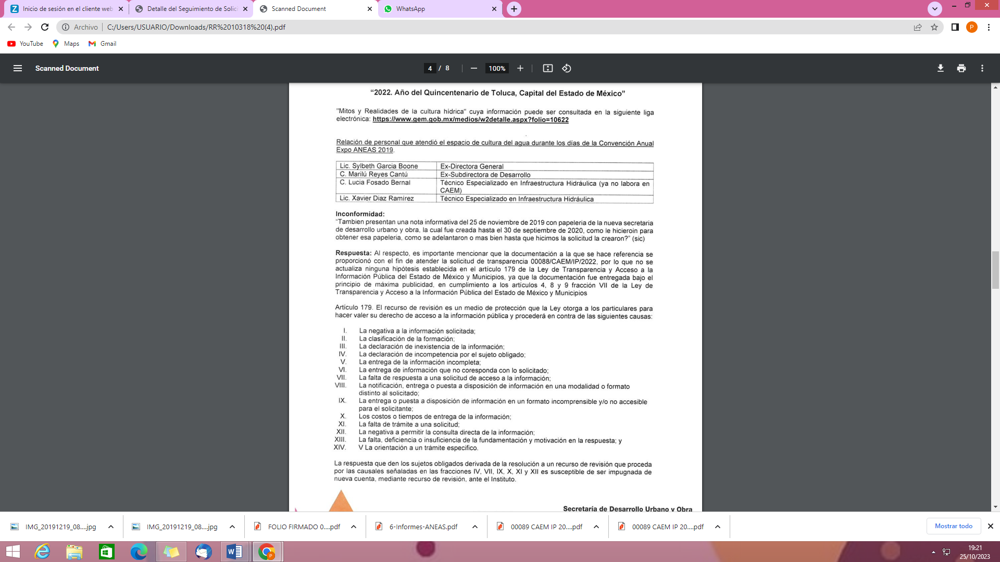 Inicio de sesión en el cliente web
Detalle del Seguimiento de Solic
Scanned Document
WhatsApp
Archivo
C:/Users/USUARIO/Downloads/RR%2010318%20(4).pdf
P
YouTube
Maps
Gmail
Scanned Document
4 / 8
100%
“2022. Año del Quincentenario de Toluca, Capital del Estado de México”
"Mitos y Realidades de la cultura hídrica" cuya información puede ser consultada en la siguiente liga
electrónica: https://www.gem.gob.mx/medios/w2detalle.aspx?folio=10622
Relación de personal que atendió el espacio de cultura del agua durante los días de la Convención Anual
Expo ANEAS 2019.
Lic. Sylbeth Garcia Boone Ex-Directora General
C. Marilú Reyes Cantú Ex-Subdirectora de Desarrollo
C. Lucia Fosado Bernal Técnico Especializado en Infraestructura Hidráulica (ya no labora en
CAEM)
Lic. Xavier Diaz Ramírez Técnico Especializado en Infraestructura Hidráulica
Inconformidad:
“Tambien presentan una nota informativa del 25 de noviembre de 2019 con papeleria de la nueva secretaria
de desarrollo urbano y obra, la cual fue creada hasta el 30 de septiembre de 2020, como le hicieroin para
obtener esa papeleria, como se adelantaron o mas bien hasta que hicimos la solicitud la crearon?” (sic)
Respuesta: Al respecto, es importante mencionar que la documentación a la que se hace referencia se
proporcionó con el fin de atender la solicitud de transparencia 00088/CAEM/IP/2022, por lo que no se
actualiza ninguna hipótesis establecida en el artículo 179 de la Ley de Transparencia y Acceso a la
Información Pública del Estado de México y Municipios, ya que la documentación fue entregada bajo el
principio de máxima publicidad, en cumplimiento a los artículos 4, 8 y 9 fracción VII de la Ley de
Transparencia y Acceso a la Información Pública del Estado de México y Municipios
Artículo 179. El recurso de revisión es un medio de protección que la Ley otorga a los particulares para
hacer valer su derecho de acceso a la información pública y procederá en contra de las siguientes causas:
I. La negativa a la información solicitada;
II. La clasificación de la formación;
III. La declaración de inexistencia de la información;
IV. La declaración de incompetencia por el sujeto obligado;
V. La entrega de la información incompleta;
VI. La entrega de información que no coresponda con lo solicitado;
VII. La falta de respuesta a una solicitud de acceso a la información;
VIII. La notificación, entrega o puesta a disposición de información en una modalidad o formato
distinto al solicitado;
IX. La entrega o puesta a disposición de información en un formato incomprensible y/o no accesible
para el solicitante;
X. Los costos o tiempos de entrega de la información;
XI. La falta de trámite a una solicitud;
XII. La negativa a permitir la consulta directa de la información;
XIII. La falta, deficiencia o insuficiencia de la fundamentación y motivación en la respuesta; y
XIV. V La orientación a un trámite especifico.
La respuesta que den los sujetos obligados derivada de la resolución a un recurso de revisión que proceda
por las causales señaladas en las fracciones IV, VII, IX, X, XI y XII es susceptible de ser impugnada de
nueva cuenta, mediante recurso de revisión, ante el Instituto.
Secretaría de Desarrollo Urbano y Obra
IMG_20191219_08....jpg
IMG_20191219_08....jpg
FOLIO FIRMADO 0....pdf
6-Informes-ANEAS.pdf
00089 CAEM IP 20....pdf
00089 CAEM IP 20....pdf
Mostrar todo
19:21
25/10/2023